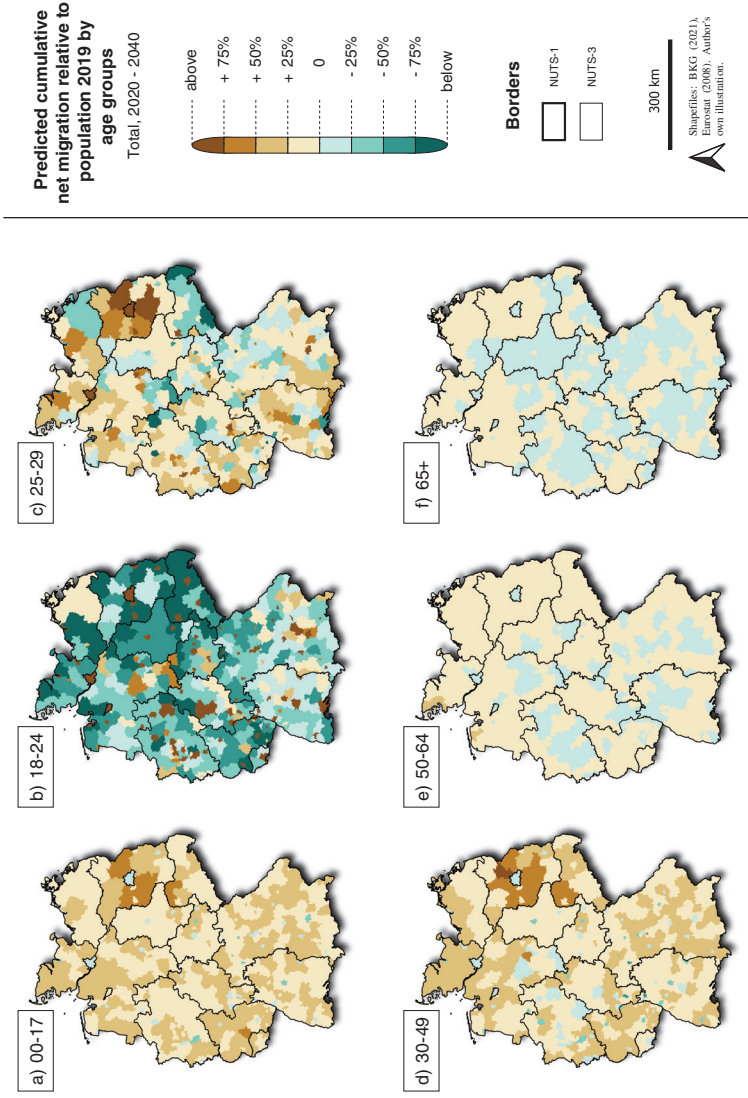 a) 00-17
b) 18-24
c) 25-29
d) 30-49
e) 50-64
f) 65+
Predicted cumulative
net migration relative to
population 2019 by
age groups
Total, 2020 - 2040
above
+ 75%
+ 50%
+ 25%
0
- 25%
- 50%
- 75%
below
Borders
NUTS-1
NUTS-3
300 km
Shapefiles: BKG (2021),
Eurostat (2008). Author's
own illustration.